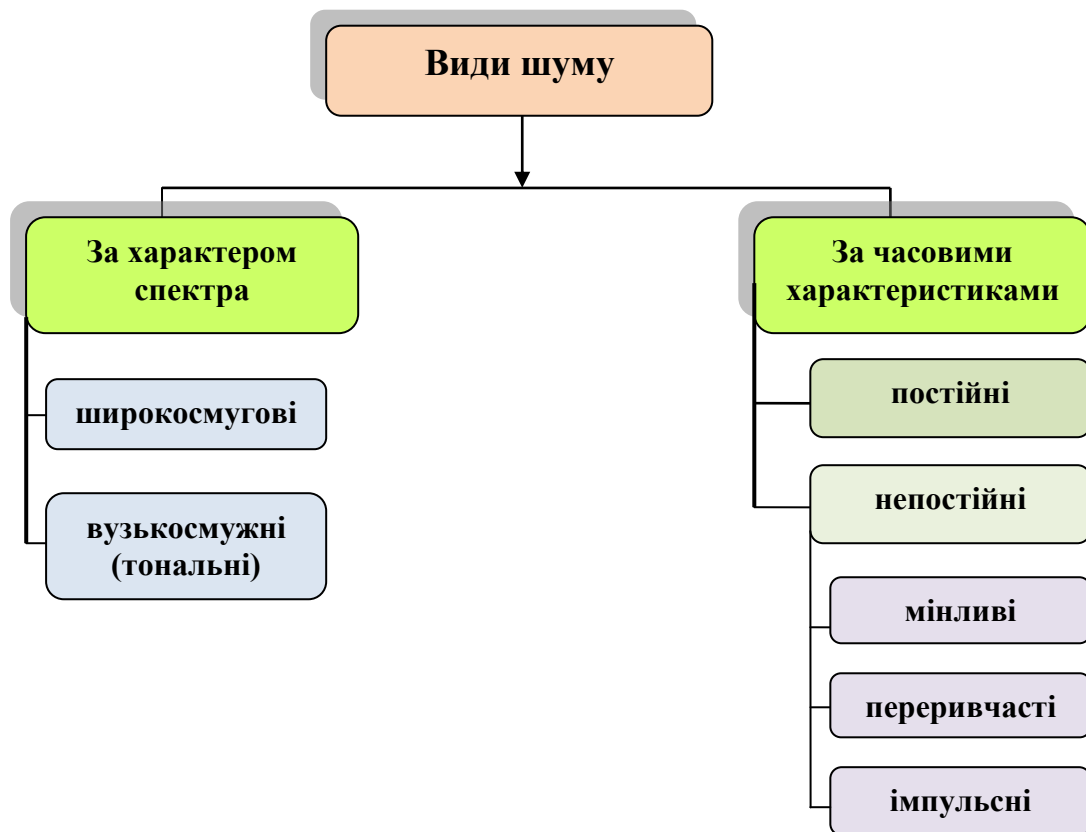 Види шуму
За характером
спектра
широкосмугові
вузькосмужні
(тональні)
За часовими
характеристиками
постійні
непостійні
мінливі
переривчасті
імпульсні